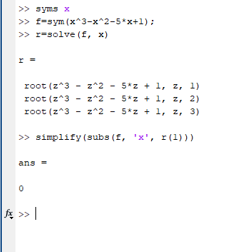 >> syms x
>> f=sym(x^3-x^2-5*x+1);
>> r=solve(f, x)
r =
root(z^3 - z^2 - 5*z + 1, z, 1)
root(z^3 - z^2 - 5*z + 1, z, 2)
root(z^3 - z^2 - 5*z + 1, z, 3)
>> simplify(subs(f, 'x', r(1)))
ans =
0
fx >>